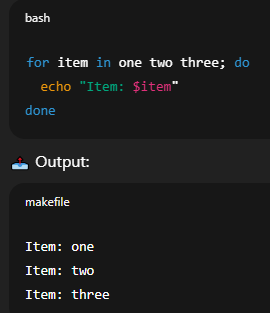 bash
for item in one two three; do
  echo "Item: $item"
done
📤 Output:
makefile
Item: one
Item: two
Item: three